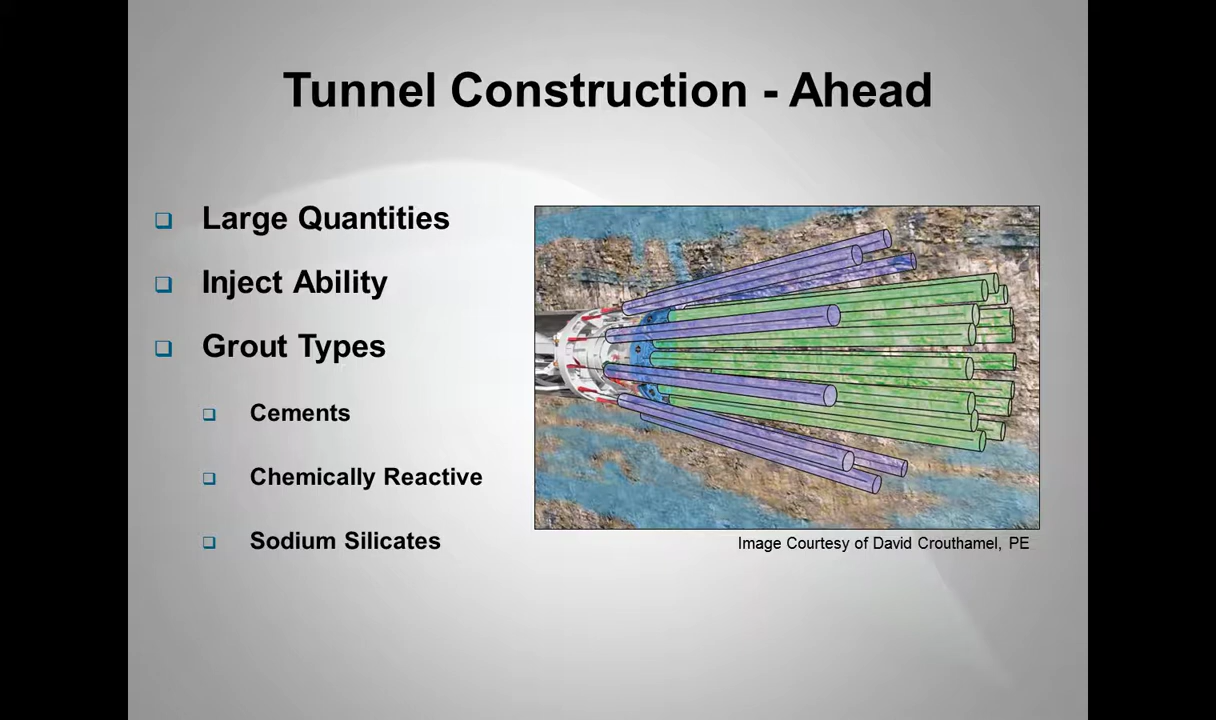 Tunnel Construction - Ahead
Large Quantities
Inject Ability
Grout Types
Cements
Chemically Reactive
Sodium Silicates
Image Courtesy of David Crouthamel, PE